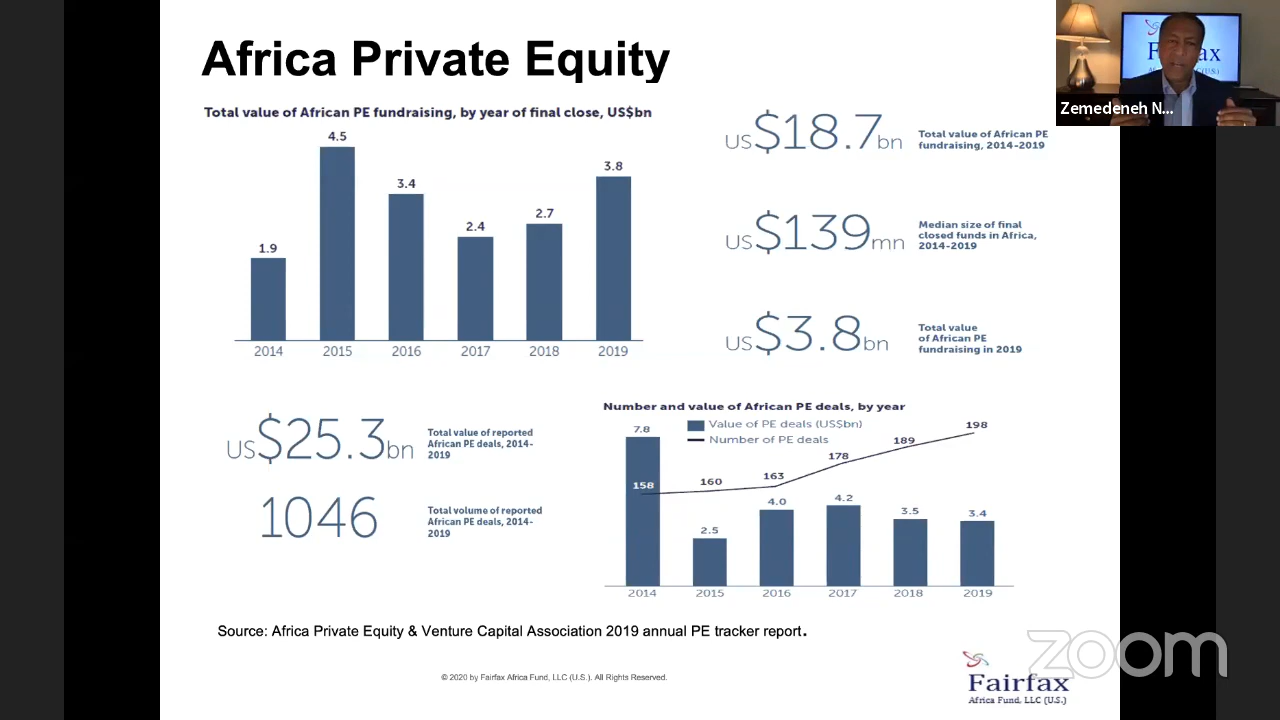 Africa Private Equity
Total value of African PE fundraising, by year of final close, US$bn
4.5
3.8
3.4
2.7
2.4
1.9
2014 2015 2016 2017 2018 2019
US$18.7bn
Total value of African PE
fundraising, 2014-2019
US$139mn
Median size of final
closed funds in Africa,
2014-2019
US$3.8bn
Total value
of African PE
fundraising in 2019
US$25.3bn
Total value of reported
African PE deals, 2014-
2019
1046
Total volume of reported
African PE deals, 2014-
2019
Number and value of African PE deals, by year
Value of PE deals (US$bn)
Number of PE deals
7.8
198
189
178
163
160
158
4.2
4.0
3.5
3.4
2.5
2014 2015 2016 2017 2018 2019
Source: Africa Private Equity & Venture Capital Association 2019 annual PE tracker report.
© 2020 by Fairfax Africa Fund, LLC (U.S.). All Rights Reserved.
Fairfax
Africa Fund, LLC (U.S.)
zoom
Zemedeneh N...